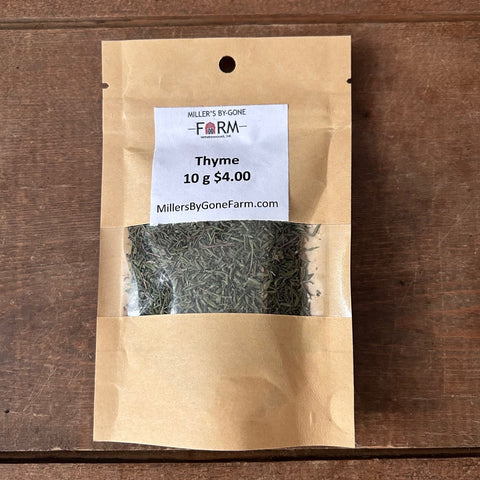 MILLER'S BY-GONE
FARM
Thyme
10 g $4.00
MillersByGoneFarm.com